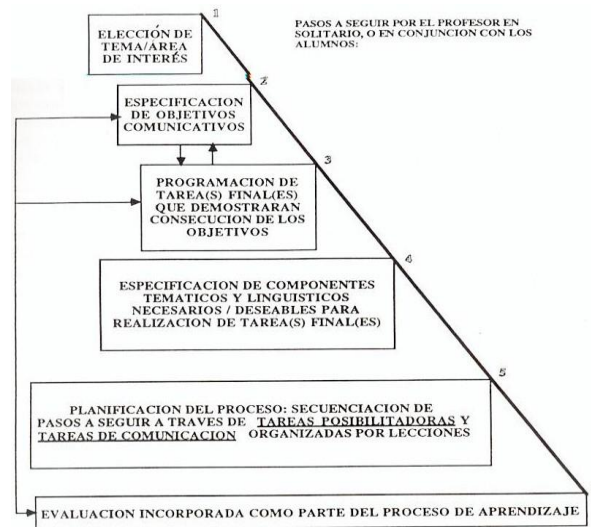 1
PASOS A SEGUIR POR EL PROFESOR EN
SOLITARIO, O EN CONJUNCION CON LOS
ALUMNOS:
ELECCIÓN DE
TEMA/ÁREA
DE INTERÉS
2
ESPECIFICACION
DE OBJETIVOS
COMUNICATIVOS
3
PROGRAMACION DE
TAREA(S) FINAL(ES)
QUE DEMOSTRARAN
CONSECUCION DE LOS
OBJETIVOS
4
ESPECIFICACION DE COMPONENTES
TEMATICOS Y LINGUISTICOS
NECESARIOS / DESEABLES PARA
REALIZACION DE TAREA(S) FINAL(ES)
5
PLANIFICACION DEL PROCESO: SECUENCIACION DE
PASOS A SEGUIR A TRAVES DE TAREAS POSIBILITADORAS Y
TAREAS DE COMUNICACION ORGANIZADAS POR LECCIONES
EVALUACION INCORPORADA COMO PARTE DEL PROCESO DE APRENDIZAJE